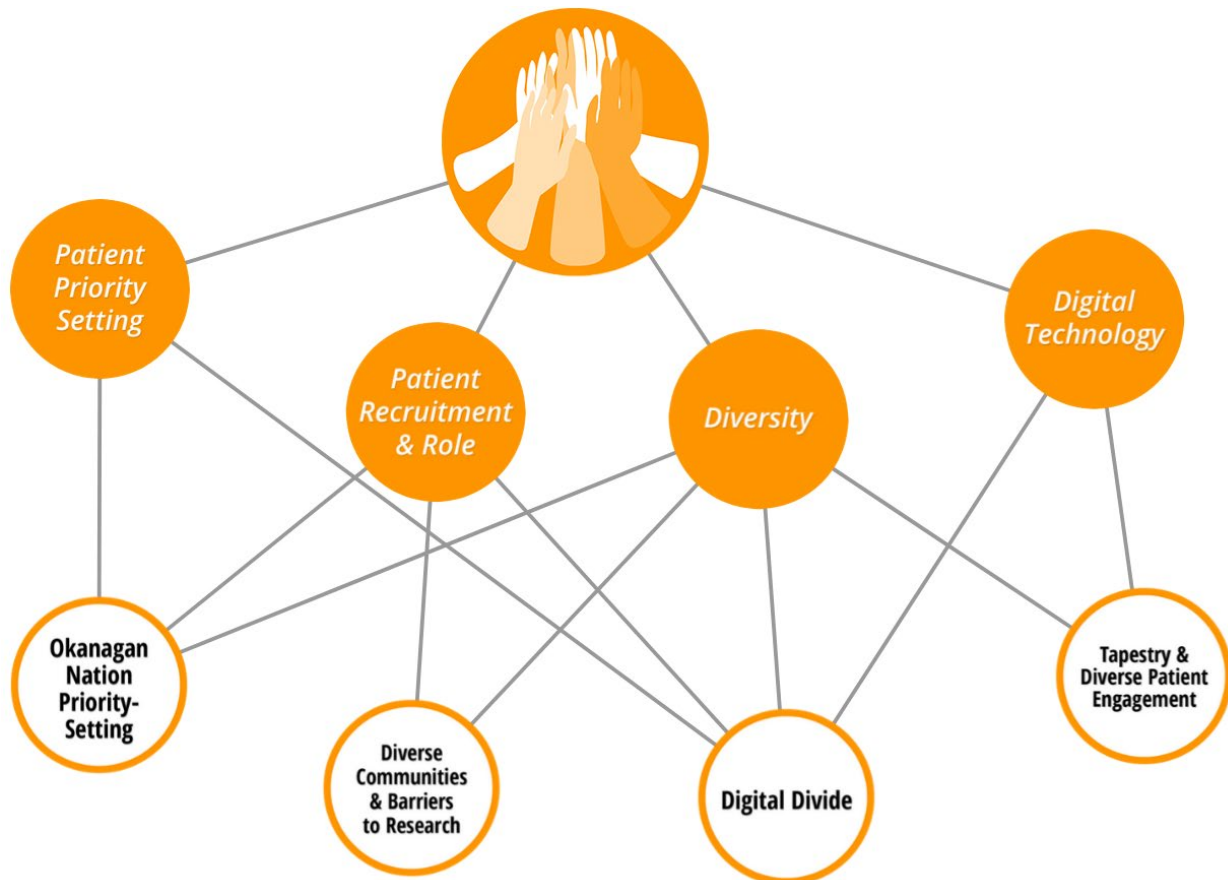 Patient
Priority
Setting
Patient
Recruitment
& Role
Diversity
Digital
Technology
Okanagan
Nation
Priority-
Setting
Diverse
Communities
& Barriers
to Research
Digital Divide
Tapestry &
Diverse Patient
Engagement